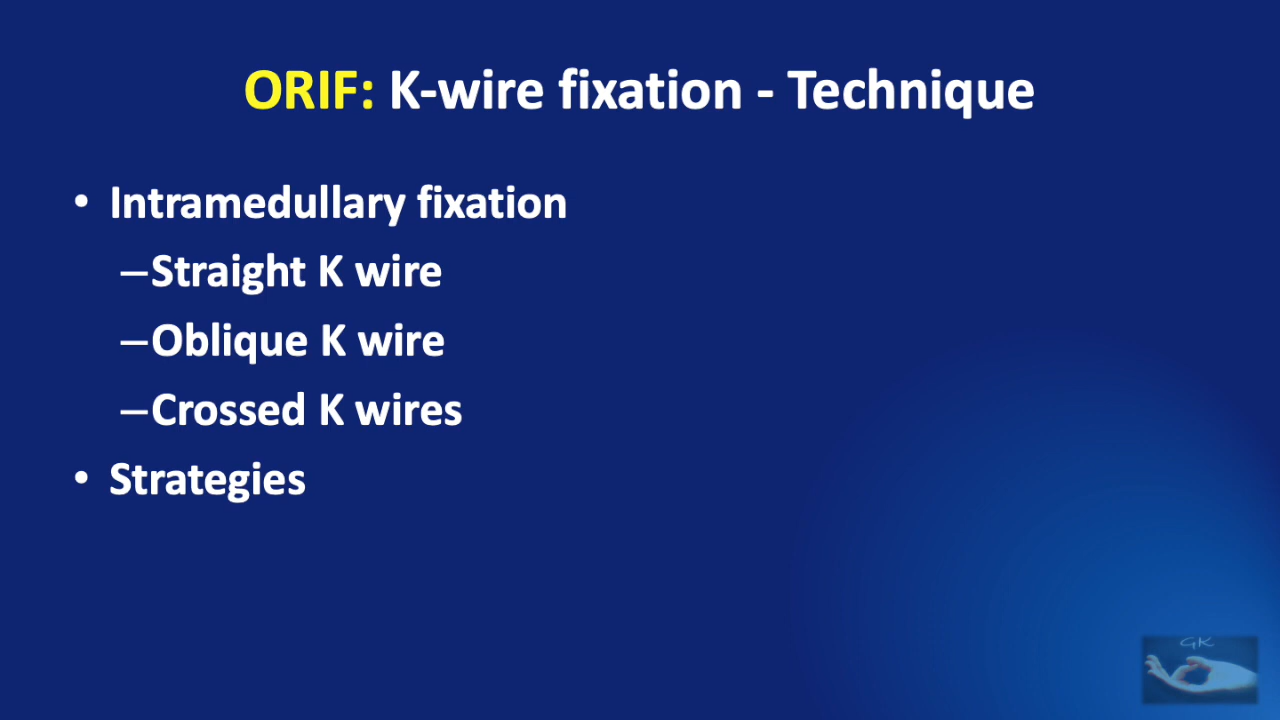 ORIF: K-wire fixation - Technique
• Intramedullary fixation
–Straight K wire
–Oblique K wire
–Crossed K wires
• Strategies
GK